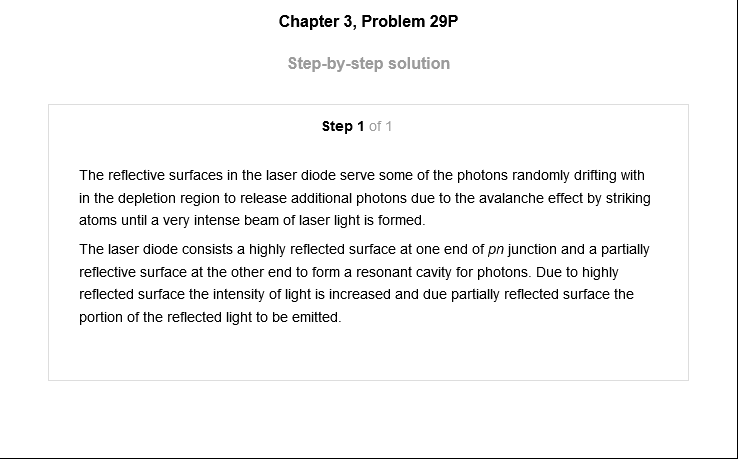 Chapter 3, Problem 29P
Step-by-step solution
Step 1 of 1
The reflective surfaces in the laser diode serve some of the photons randomly drifting with
in the depletion region to release additional photons due to the avalanche effect by striking
atoms until a very intense beam of laser light is formed.
The laser diode consists a highly reflected surface at one end of pn junction and a partially
reflective surface at the other end to form a resonant cavity for photons. Due to highly
reflected surface the intensity of light is increased and due partially reflected surface the
portion of the reflected light to be emitted.